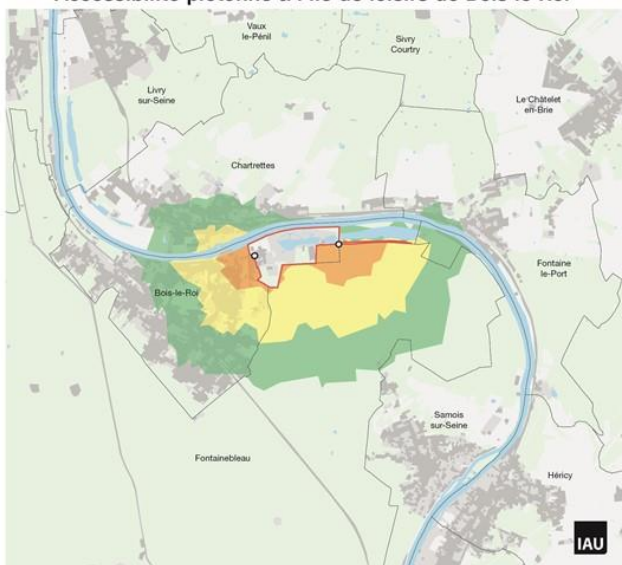 Accessibilité piétonne à l'île de loisirs de Bois-le-Roi
Vaux
le-Pénil
Sivry
Courtry
Livry
sur-Seine
Le Châtelet
en-Brie
Chartrettes
Fontaine
le-Port
Bois-le-Roi
Samois
sur-Seine
Fontainebleau
Héricy
IAU